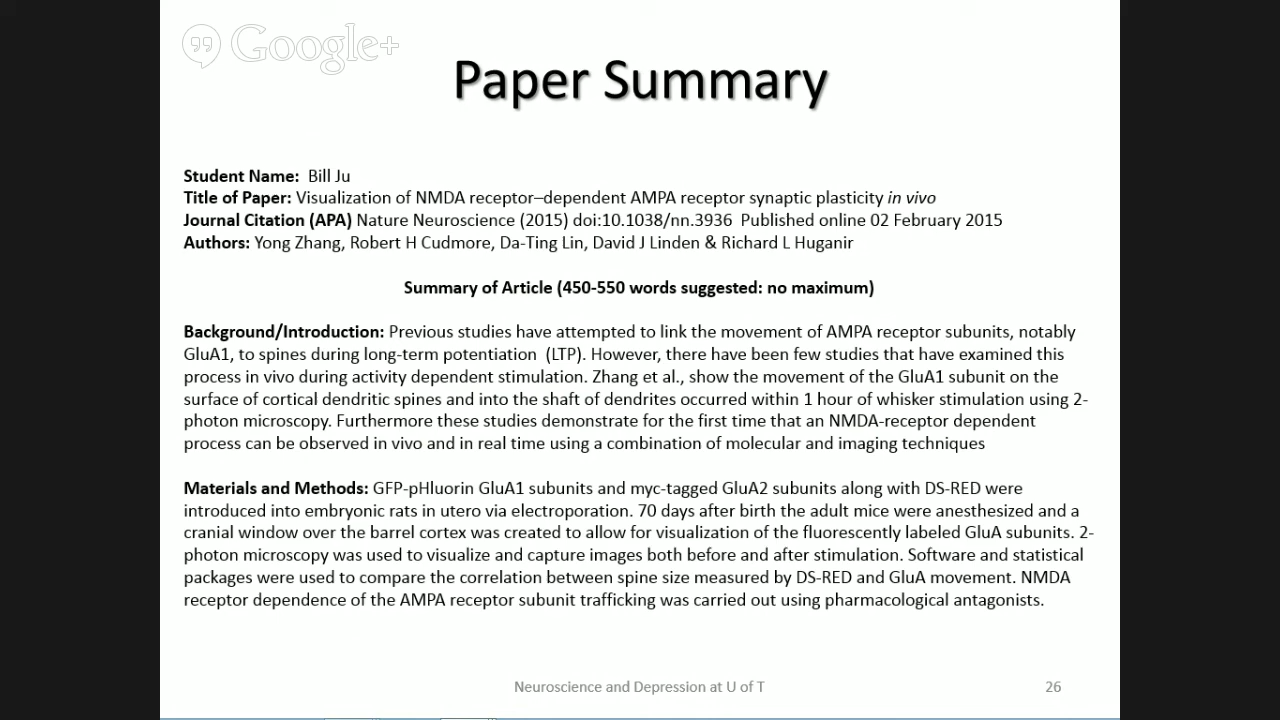 Google+
Paper Summary
Student Name: Bill Ju
Title of Paper: Visualization of NMDA receptor–dependent AMPA receptor synaptic plasticity in vivo
Journal Citation (APA) Nature Neuroscience (2015) doi:10.1038/nn.3936 Published online 02 February 2015
Authors: Yong Zhang, Robert H Cudmore, Da-Ting Lin, David J Linden & Richard L Huganir
Summary of Article (450-550 words suggested: no maximum)
Background/Introduction: Previous studies have attempted to link the movement of AMPA receptor subunits, notably
GluA1, to spines during long-term potentiation (LTP). However, there have been few studies that have examined this
process in vivo during activity dependent stimulation. Zhang et al., show the movement of the GluA1 subunit on the
surface of cortical dendritic spines and into the shaft of dendrites occurred within 1 hour of whisker stimulation using 2-
photon microscopy. Furthermore these studies demonstrate for the first time that an NMDA-receptor dependent
process can be observed in vivo and in real time using a combination of molecular and imaging techniques
Materials and Methods: GFP-pHluorin GluA1 subunits and myc-tagged GluA2 subunits along with DS-RED were
introduced into embryonic rats in utero via electroporation. 70 days after birth the adult mice were anesthesized and a
cranial window over the barrel cortex was created to allow for visualization of the fluorescently labeled GluA subunits. 2-
photon microscopy was used to visualize and capture images both before and after stimulation. Software and statistical
packages were used to compare the correlation between spine size measured by DS-RED and GluA movement. NMDA
receptor dependence of the AMPA receptor subunit trafficking was carried out using pharmacological antagonists.
Neuroscience and Depression at U of T
26